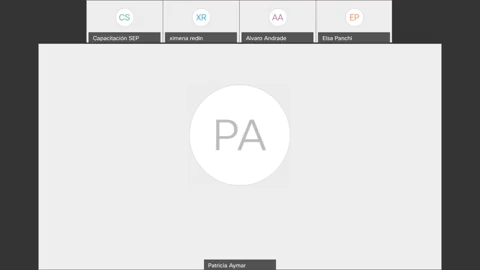 CS
XR
AA
EP
Capacitación SEP
ximena redin
Alvaro Andrade
Elsa Panchi
PA
Patricia Aymar